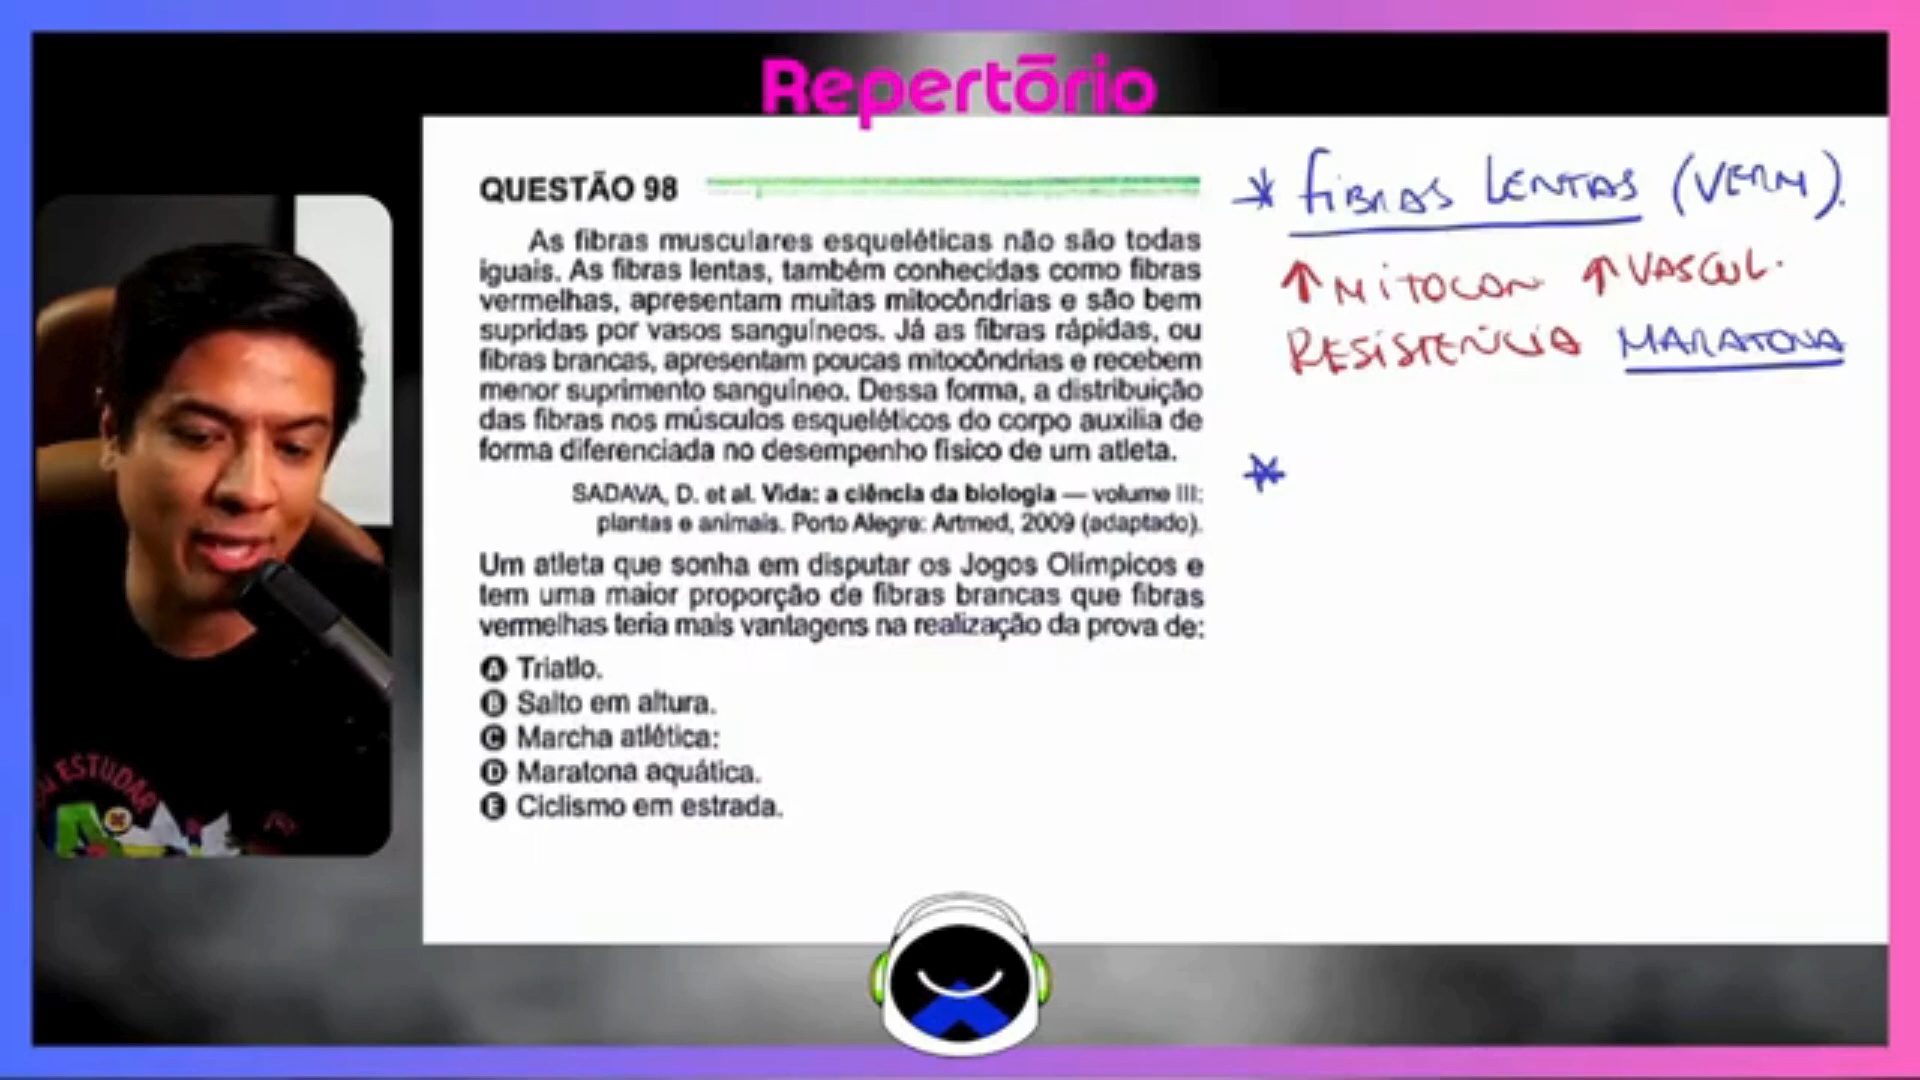 Repertōrio
QUESTÃO 98
As fibras musculares esqueléticas não são todas
iguais. As fibras lentas, também conhecidas como fibras
vermelhas, apresentam muitas mitocôndrias e são bem
supridas por vasos sanguíneos. Já as fibras rápidas, ou
fibras brancas, apresentam poucas mitocôndrias e recebem
menor suprimento sanguíneo. Dessa forma, a distribuição
das fibras nos músculos esqueléticos do corpo auxilia de
forma diferenciada no desempenho físico de um atleta.
SADAVA, D. et al. Vida: a ciência da biologia — volume III:
plantas e animais. Porto Alegre: Artmed, 2009 (adaptado).
Um atleta que sonha em disputar os Jogos Olímpicos e
tem uma maior proporção de fibras brancas que fibras
vermelhas teria mais vantagens na realização da prova de:
A Triatlo.
B Salto em altura.
C Marcha atlética:
D Maratona aquática.
E Ciclismo em estrada.
* FIBRAS LENTAS (VERM).
↑ MITOCON ↑ VASCUL.
RESISTÊNCIA MARATONA
*
ESTUDAR